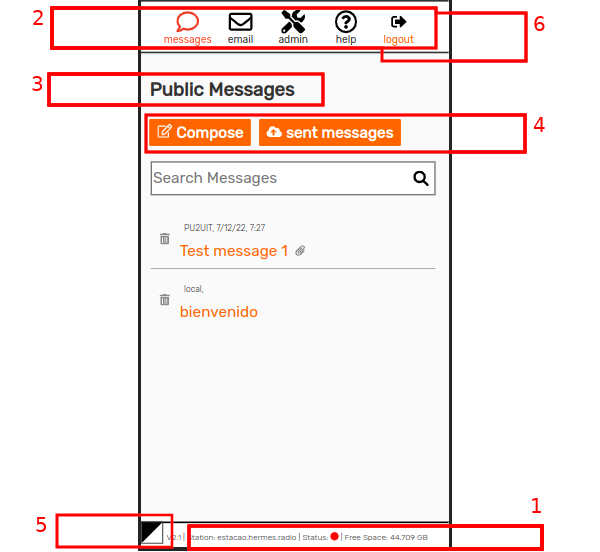 2
6
messages email admin help logout
3
Public Messages
4
Compose sent messages
Search Messages
PU2UIT, 7/12/22, 7:27
Test message 1
local,
bienvenido
1
5
V2.1 | Station: estacao.hermes.radio | Status: | Free Space: 44.709 GB